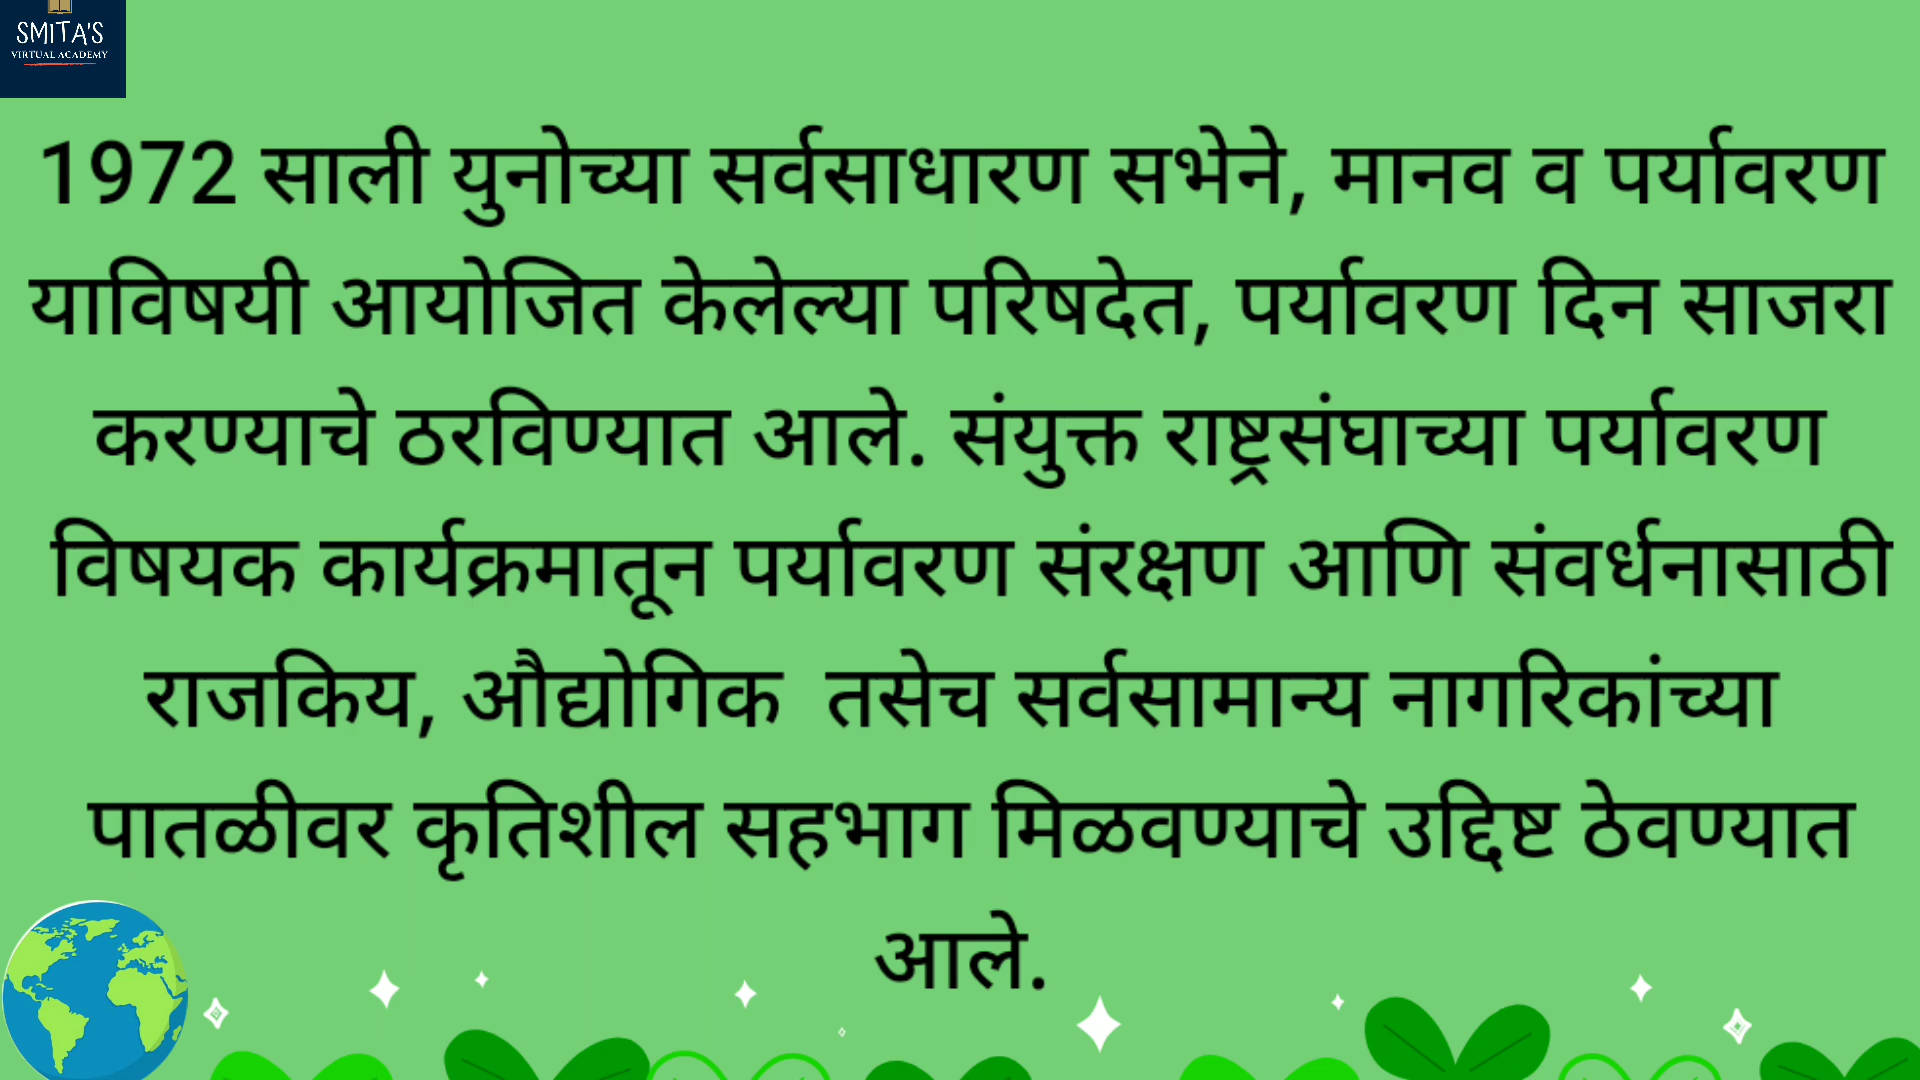 SMITA'S
VIRTUAL ACADEMY
1972 साली युनोच्या सर्वसाधारण सभेने, मानव व पर्यावरण
याविषयी आयोजित केलेल्या परिषदेत, पर्यावरण दिन साजरा
करण्याचे ठरविण्यात आले. संयुक्त राष्ट्रसंघाच्या पर्यावरण
विषयक कार्यक्रमातून पर्यावरण संरक्षण आणि संवर्धनासाठी
राजकिय, औद्योगिक तसेच सर्वसामान्य नागरिकांच्या
पातळीवर कृतिशील सहभाग मिळवण्याचे उद्दिष्ट ठेवण्यात
आले.